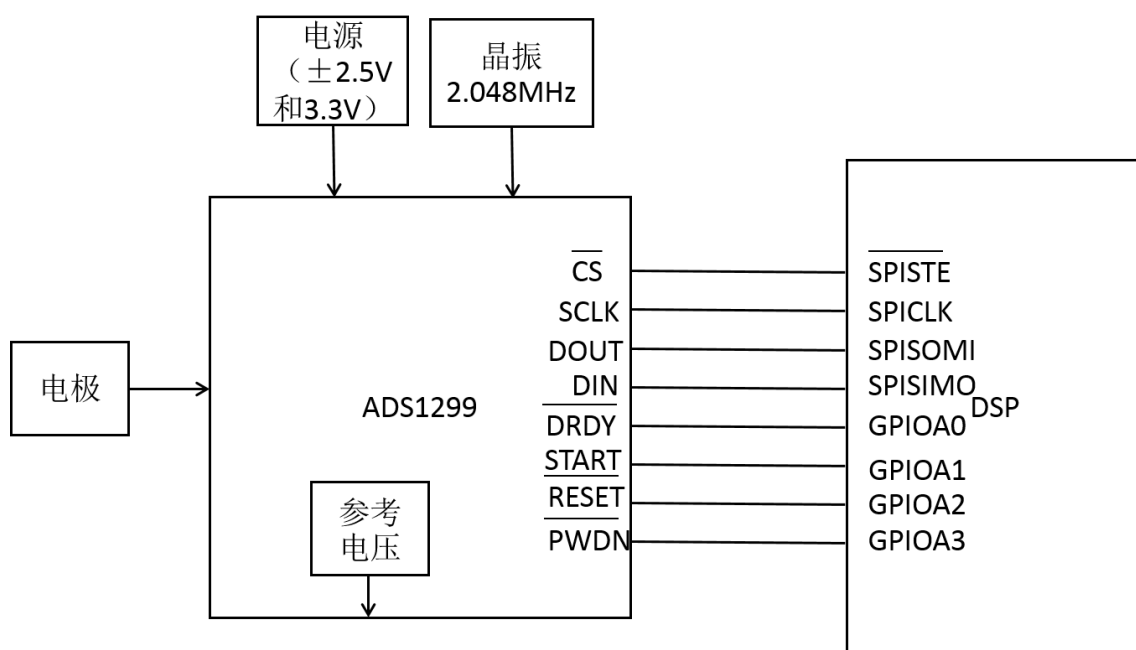 电源
（±2.5V
和3.3V）
晶振
2.048MHz
电极
ADS1299
参考
电压
CS
SCLK
DOUT
DIN
DRDY
START
RESET
PWDN
SPISTE
SPICLK
SPISOMI
SPISIMO
DSP
GPIOA0
GPIOA1
GPIOA2
GPIOA3